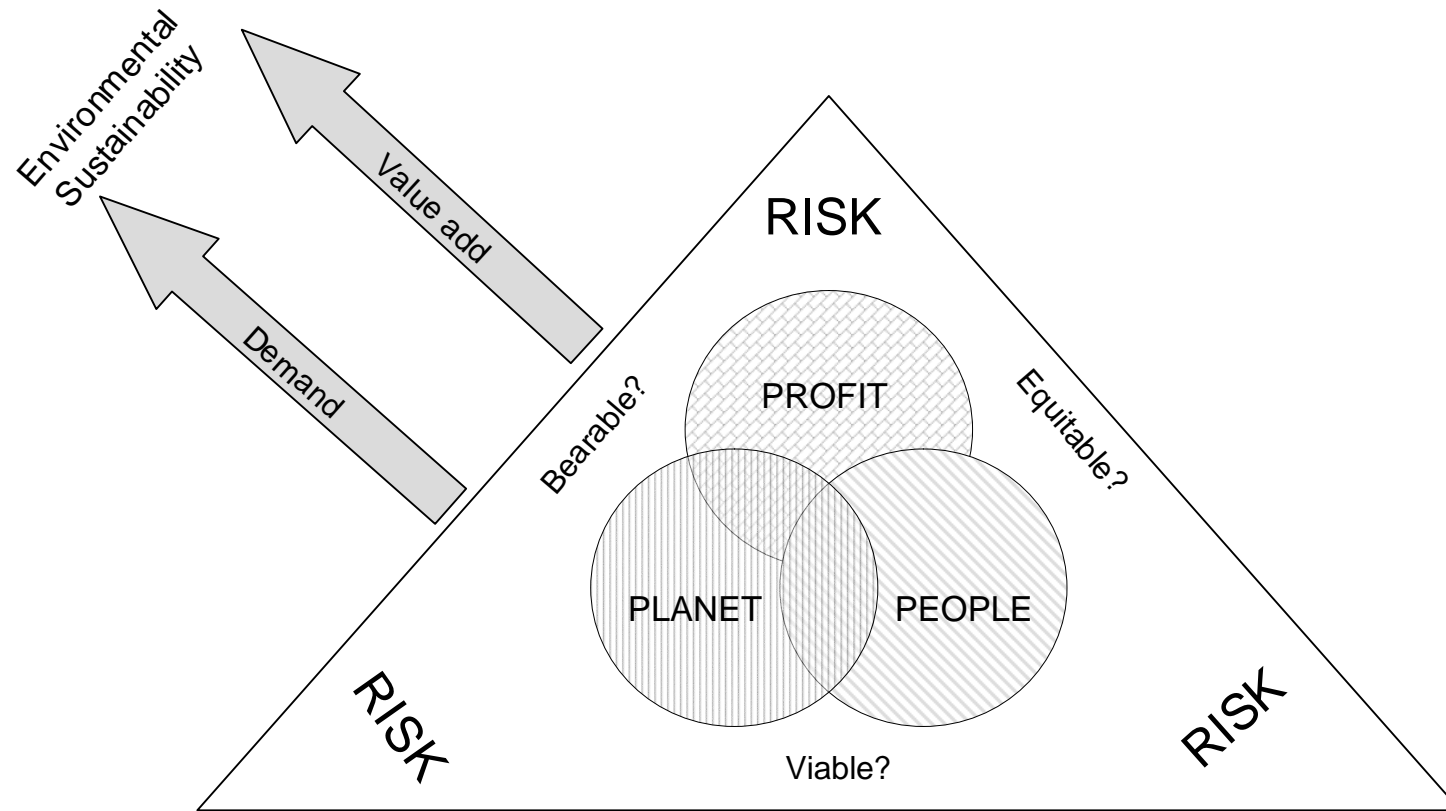 Environmental
Sustainability
Value add
Demand
RISK
Bearable?
Equitable?
PROFIT
PLANET
PEOPLE
RISK
RISK
Viable?